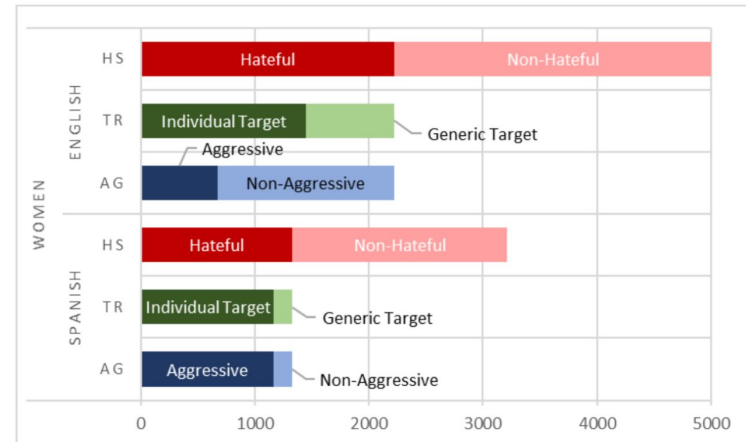 WOMEN
ENGLISH
HS
Hateful
Non-Hateful
TR
Individual Target
Generic Target
Aggressive
AG
Non-Aggressive
SPANISH
HS
Hateful
Non-Hateful
TR
Individual Target
Generic Target
AG
Aggressive
Non-Aggressive
0 1000 2000 3000 4000 5000